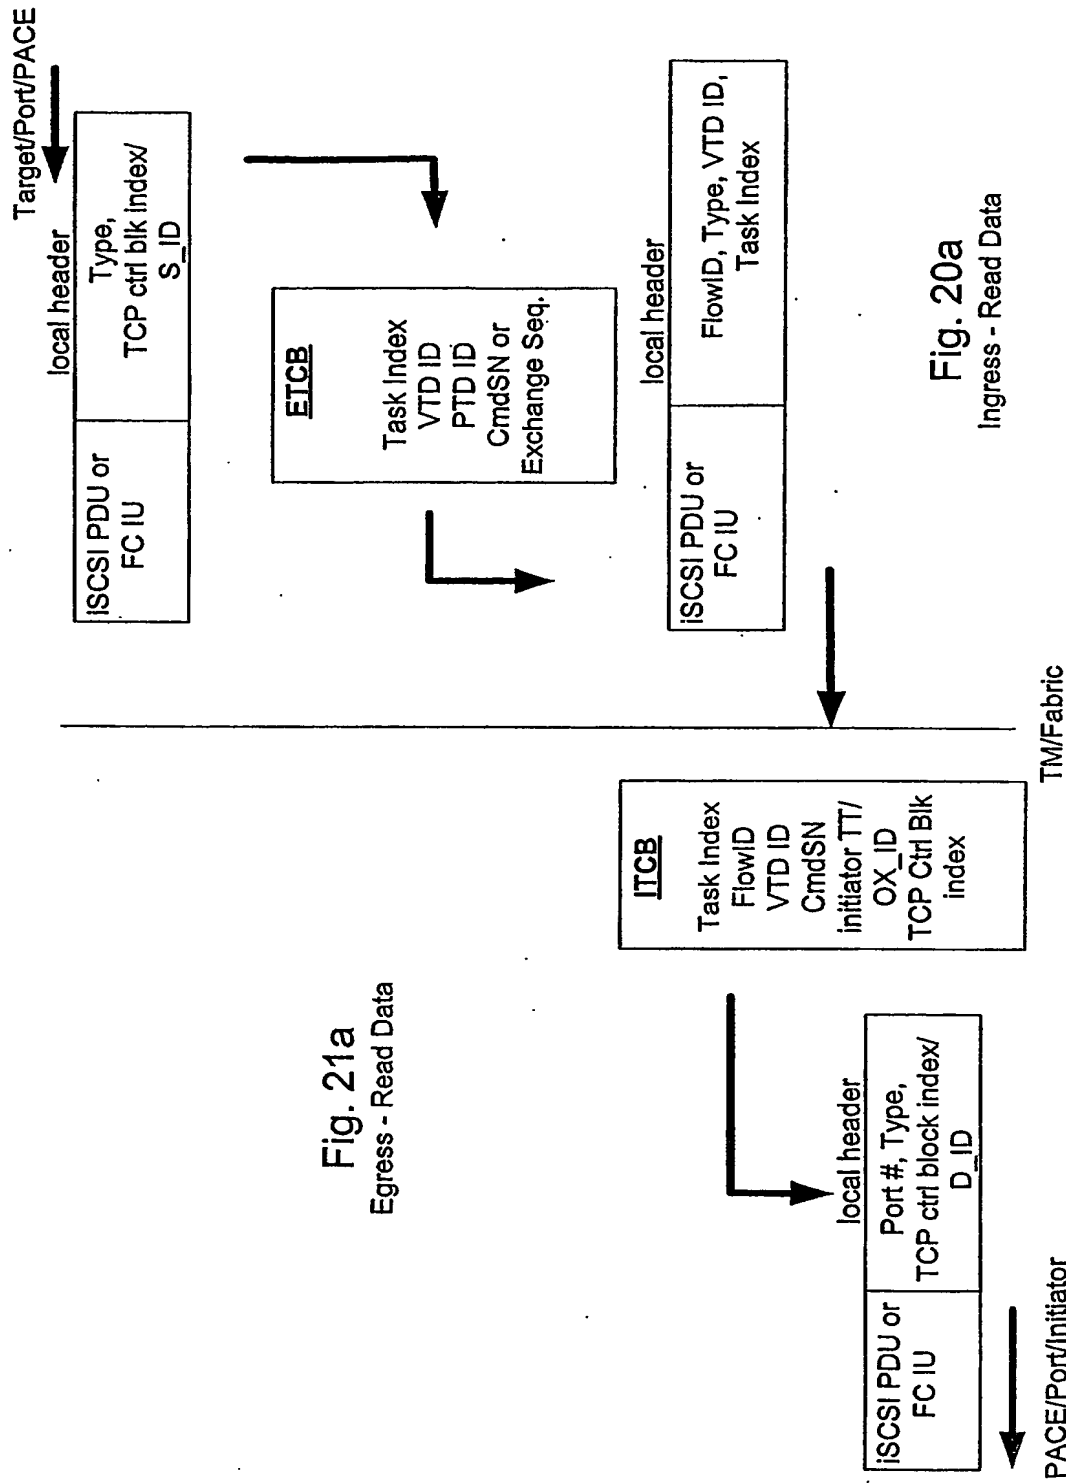 Target/Port/PACE
local header
iSCSI PDU or
FC IU
Type,
TCP ctrl blk index/
S_ID
ETCB
Task Index
VTD ID
PTD ID
CmdSN or
Exchange Seq.
local header
iSCSI PDU or
FC IU
FlowID, Type, VTD ID,
Task Index
Fig. 20a
Ingress - Read Data
TM/Fabric
ITCB
Task Index
FlowID
VTD ID
CmdSN
initiator TT/
OX_ID
TCP Ctrl Blk
index
Fig. 21a
Egress - Read Data
local header
iSCSI PDU or
FC IU
Port #, Type,
TCP ctrl block index/
D_ID
PACE/Port/Initiator